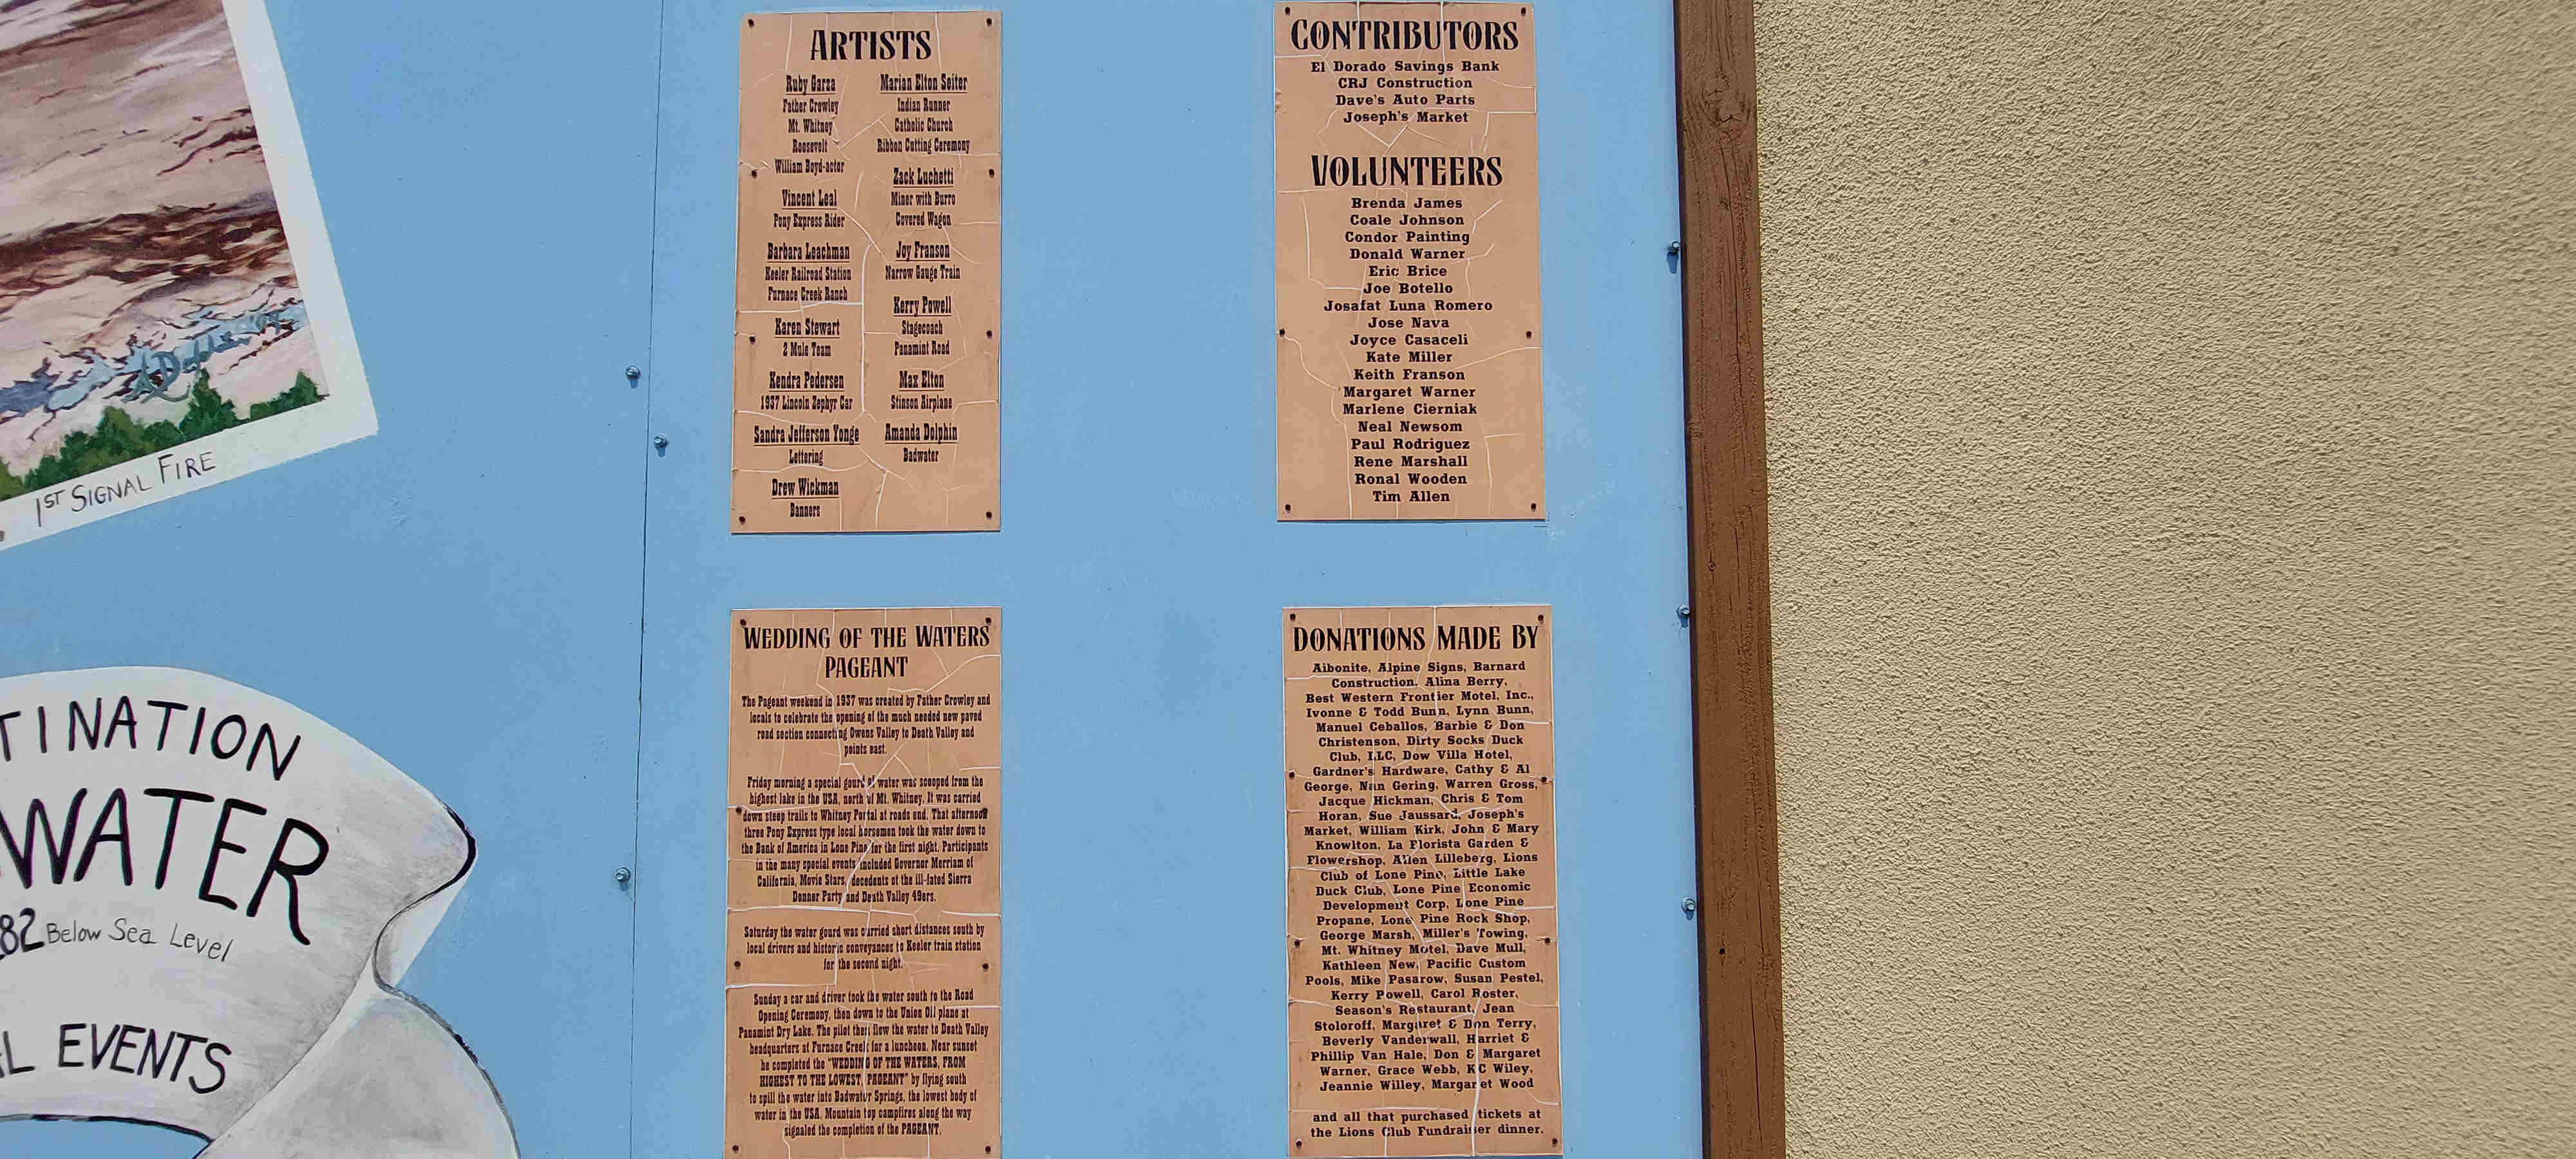 1ST SIGNAL FIRE
TINATION
WATER
82 Below Sea Level
L EVENTS
ARTISTS
Ruby Garza
Father Crowley
Mt. Whitney
Roosevelt
William Boyd-actor
Vincent Leal
Pony Express Rider
Barbara Leachman
Keeler Railroad Station
Furnace Creek Ranch
Karen Stewart
2 Mule Team
Kendra Pedersen
1937 Lincoln Zephyr Car
Sandra Jefferson Yonge
Lettering
Drew Wickman
Banners
Marian Elton Seiter
Indian Runner
Catholic Church
Ribbon Cutting Ceremony
Zack Luchetti
Miner with Burro
Covered Wagon
Joy Franson
Narrow Gauge Train
Kerry Powell
Stagecoach
Panamint Road
Max Elton
Stinson Airplane
Amanda Dolphin
Badwater
WEDDING OF THE WATERS
PAGEANT
The Pageant weekend in 1937 was created by Father Crowley and
locals to celebrate the opening of the much needed new paved
road section connecting Owens Valley to Death Valley and
points east.
Friday morning a special gourd of water was scooped from the
highest lake in the USA, north of Mt. Whitney. It was carried
down steep trails to Whitney Portal at roads end. That afternoon
three Pony Express type local horsemen took the water down to
the Bank of America in Lone Pine for the first night. Participants
in the many special events included Governor Merriam of
California, Movie Stars, decedents ot the ill-fated Sierra
Donner Party and Death Valley 49ers.
Saturday the water gourd was carried short distances south by
local drivers and historic conveyances to Keeler train station
for the second night.
Sunday a car and driver took the water south to the Road
Opening Ceremony, then down to the Union Oil plane at
Panamint Dry Lake. The pilot then flew the water to Death Valley
headquarters at Furnace Creek for a luncheon. Near sunset
he completed the "WEDDING OF THE WATERS, FROM
HIGHEST TO THE LOWEST, PAGEANT" by flying south
to spill the water into Badwater Springs, the lowest body of
water in the USA. Mountain top campfires along the way
signaled the completion of the PAGEANT.
CONTRIBUTORS
El Dorado Savings Bank
CRJ Construction
Dave's Auto Parts
Joseph's Market
VOLUNTEERS
Brenda James
Coale Johnson
Condor Painting
Donald Warner
Eric Brice
Joe Botello
Josafat Luna Romero
Jose Nava
Joyce Casaceli
Kate Miller
Keith Franson
Margaret Warner
Marlene Cierniak
Neal Newsom
Paul Rodriguez
Rene Marshall
Ronal Wooden
Tim Allen
DONATIONS MADE BY
Aibonite, Alpine Signs, Barnard
Construction. Alina Berry,
Best Western Frontier Motel, Inc.,
Ivonne & Todd Bunn, Lynn Bunn,
Manuel Ceballos, Barbie & Don
Christenson, Dirty Socks Duck
Club, LLC, Dow Villa Hotel,
Gardner's Hardware, Cathy & Al
George, Nan Gering, Warren Gross,
Jacque Hickman, Chris & Tom
Horan, Sue Jaussard, Joseph's
Market, William Kirk, John & Mary
Knowlton, La Florista Garden &
Flowershop, Allen Lilleberg, Lions
Club of Lone Pine, Little Lake
Duck Club, Lone Pine Economic
Development Corp, Lone Pine
Propane, Lone Pine Rock Shop,
George Marsh, Miller's Towing,
Mt. Whitney Motel, Dave Mull,
Kathleen New, Pacific Custom
Pools, Mike Pasarow, Susan Pestel,
Kerry Powell, Carol Roster,
Season's Restaurant, Jean
Stoloroff, Margaret & Don Terry,
Beverly Vanderwall, Harriet &
Phillip Van Hale, Don & Margaret
Warner, Grace Webb, KC Wiley,
Jeannie Willey, Margaret Wood
and all that purchased tickets at
the Lions Club Fundraiser dinner.